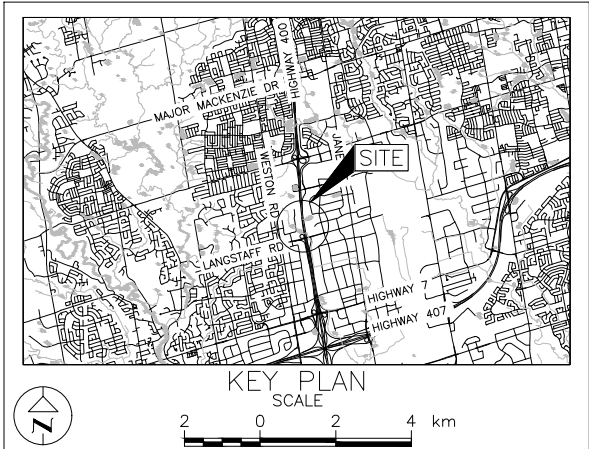 HIGHWAY 400
MAJOR MACKENZIE DR
JANE
SITE
WESTON RD
LANGSTAFF RD
HIGHWAY 7
HIGHWAY 407
KEY PLAN
SCALE
N
2 0 2 4 km